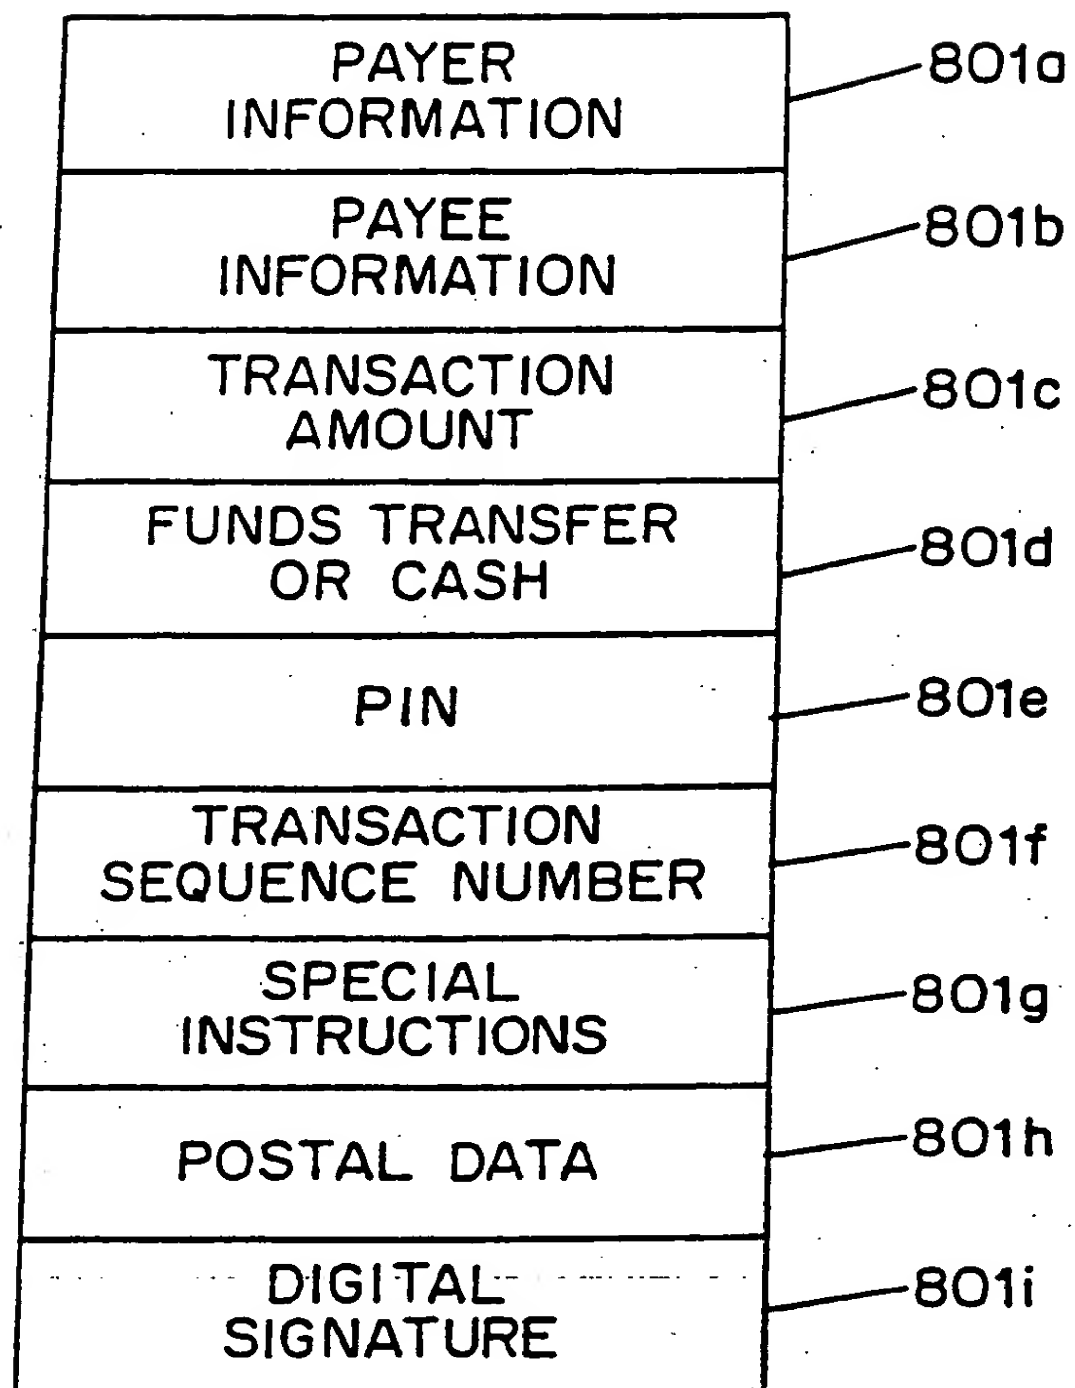 PAYER
INFORMATION
801a
PAYEE
INFORMATION
801b
TRANSACTION
AMOUNT
801c
FUNDS TRANSFER
OR CASH
801d
PIN
801e
TRANSACTION
SEQUENCE NUMBER
801f
SPECIAL
INSTRUCTIONS
801g
POSTAL DATA
801h
DIGITAL
SIGNATURE
801i